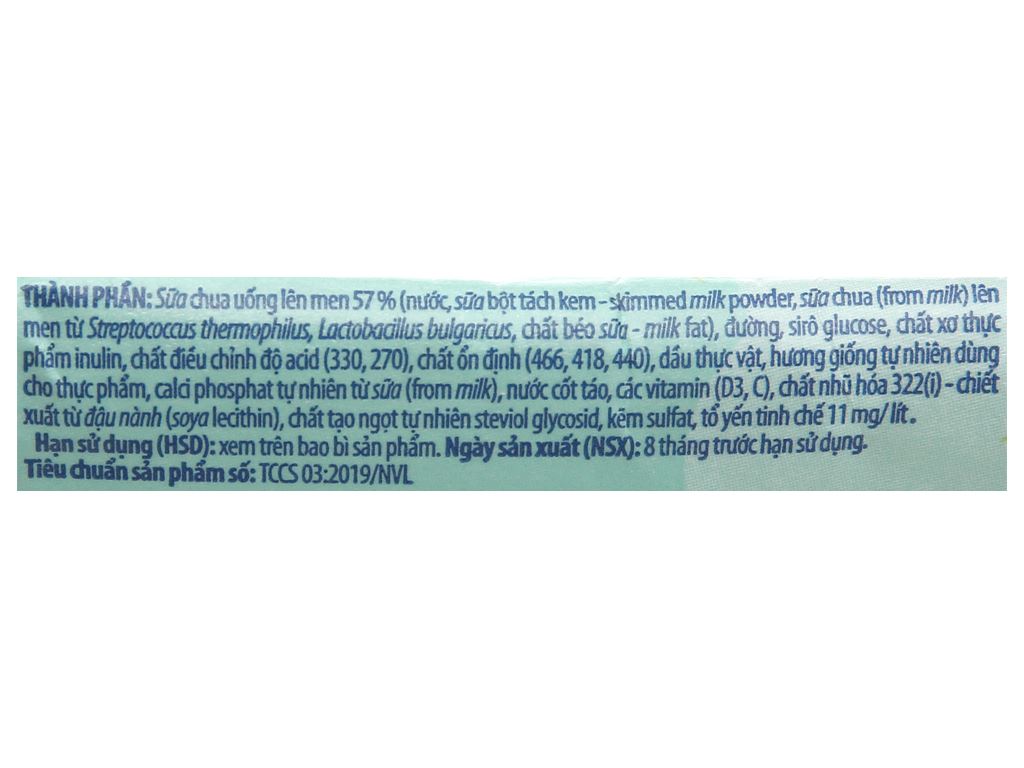 THÀNH PHẦN: Sữa chua uống lên men 57% (nước, sữa bột tách kem - skimmed milk powder, sữa chua (from milk) lên
men từ Streptococcus thermophilus, Lactobacillus bulgaricus, chất béo sữa - milk fat), đường, sirô glucose, chất xơ thực
phẩm inulin, chất điều chỉnh độ acid (330, 270), chất ổn định (466, 418, 440), dầu thực vật, hương giống tự nhiên dùng
cho thực phẩm, calci phosphat tự nhiên từ sữa (from milk), nước cốt táo, các vitamin (D3, C), chất nhũ hóa 322(i) - chiết
xuất từ đậu nành (soya lecithin), chất tạo ngọt tự nhiên steviol glycosid, kẽm sulfat, tổ yến tinh chế 11 mg/ lít.
Hạn sử dụng (HSD): xem trên bao bì sản phẩm. Ngày sản xuất (NSX): 8 tháng trước hạn sử dụng.
Tiêu chuẩn sản phẩm số: TCCS 03:2019/NVL